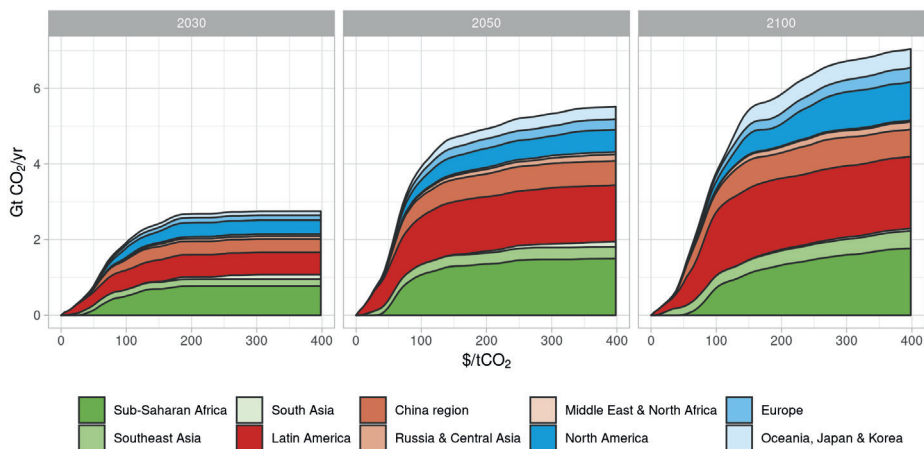 2030 2050 2100
6
4
2
0
Gt CO₂/yr
0 100 200 300 400 0 100 200 300 400 0 100 200 300 400
$/tCO₂
Sub-Saharan Africa South Asia China region Middle East & North Africa Europe
Southeast Asia Latin America Russia & Central Asia North America Oceania, Japan & Korea